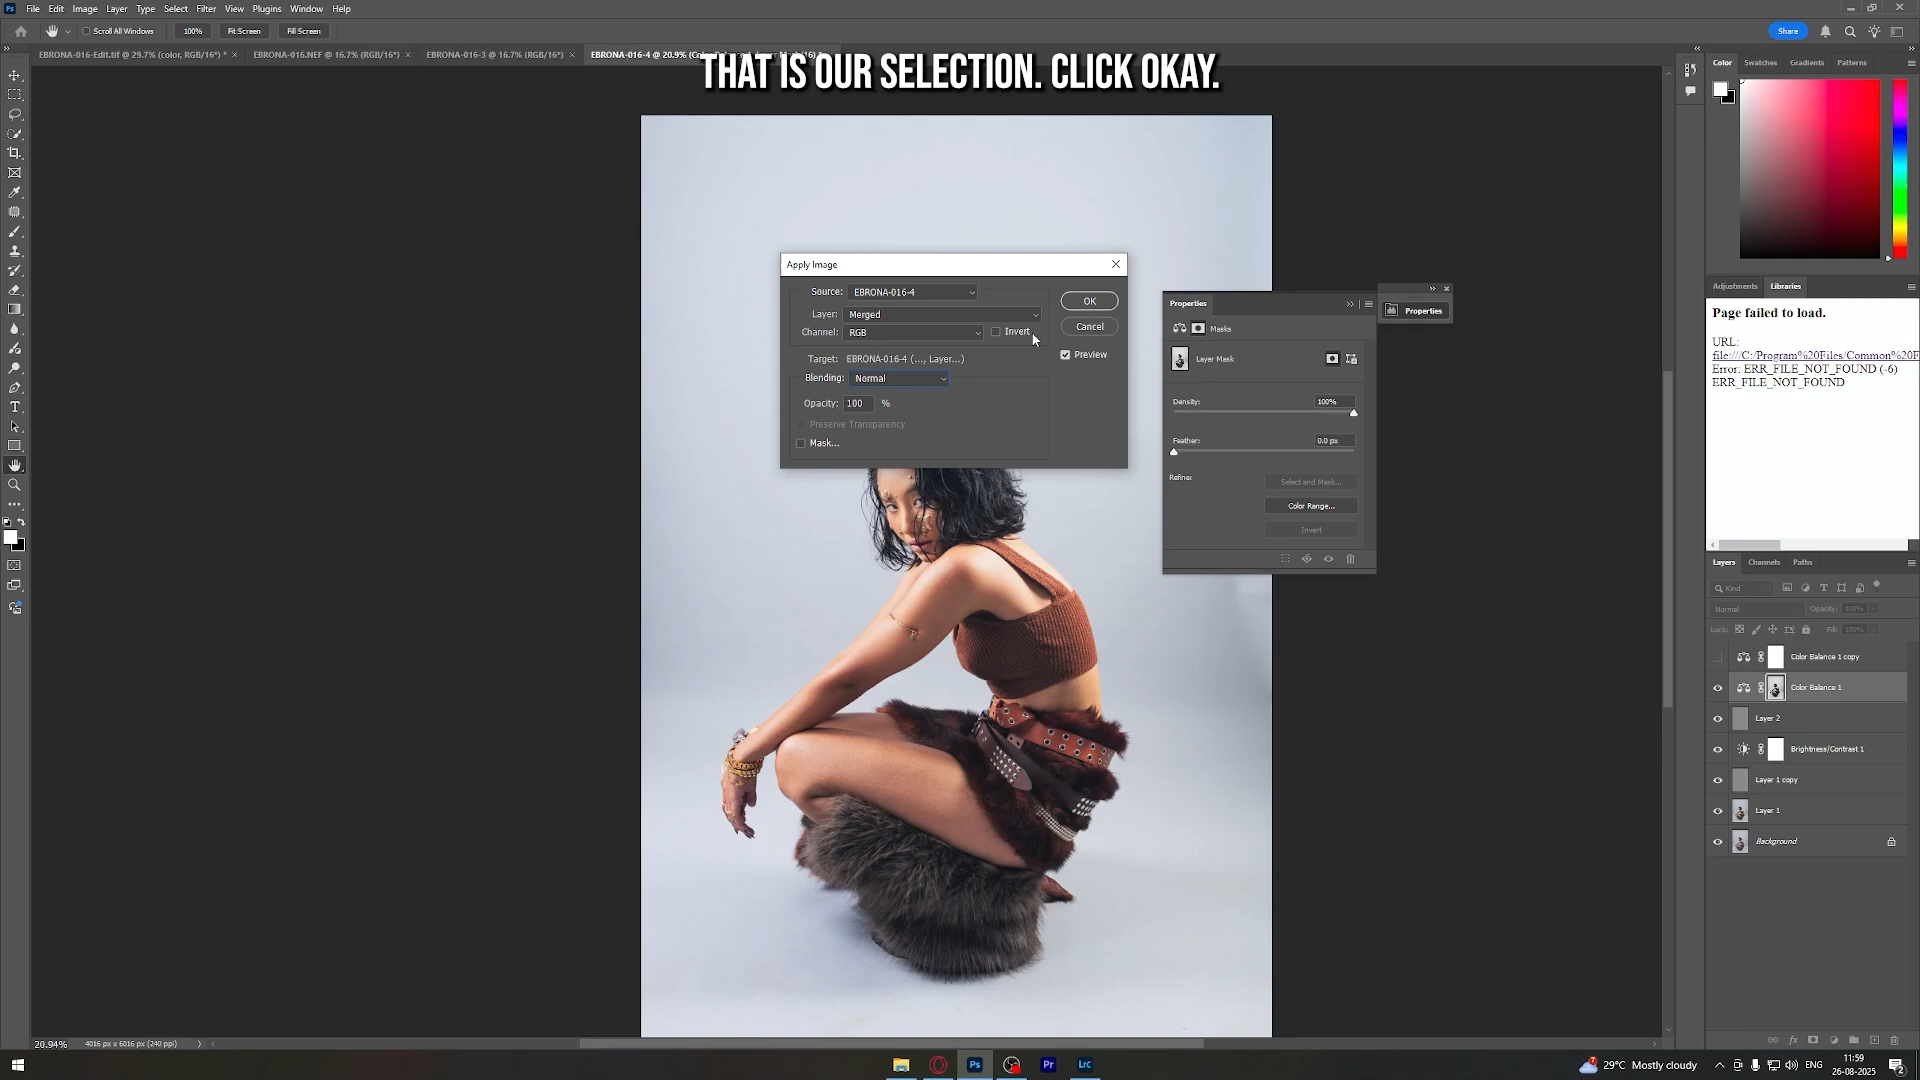 File Edit Image Layer Type Select Filter View Plugins Window Help
Scroll All Windows 100% Fit Screen Fill Screen Share
EBRONA-016-Edit.tif @ 29.7% (color, RGB/16*) * × EBRONA-016.NEF @ 16.7% (RGB/16*) × EBRONA-016-3 @ 16.7% (RGB/16*) × EBRONA-016-4 @ 20.9%
THAT IS OUR SELECTION. CLICK OKAY.
Color Swatches Gradients Patterns
Apply Image
Source: EBRONA-016-4
OK
Layer: Merged
Channel: RGB
Invert
Cancel
Target: EBRONA-016-4 (..., Layer...)
Preview
Blending: Normal
Opacity: 100 %
Preserve Transparency
Mask...
Properties
Masks
Layer Mask
Density: 100%
Feather: 0.0 px
Refine:
Select and Mask...
Color Range...
Invert
Properties
Adjustments Libraries
Page failed to load.
URL:
file:///C:/Program%20Files/Common%20F
Error: ERR_FILE_NOT_FOUND (-6)
ERR_FILE_NOT_FOUND
Layers Channels Paths
Kind
Normal Opacity: 100%
Lock: Fill: 100%
Color Balance 1 copy
Color Balance 1
Layer 2
Brightness/Contrast 1
Layer 1 copy
Layer 1
Background
20.94% 4016 px x 6016 px (240 ppi)
29°C Mostly cloudy ENG 11:59
26-08-2025